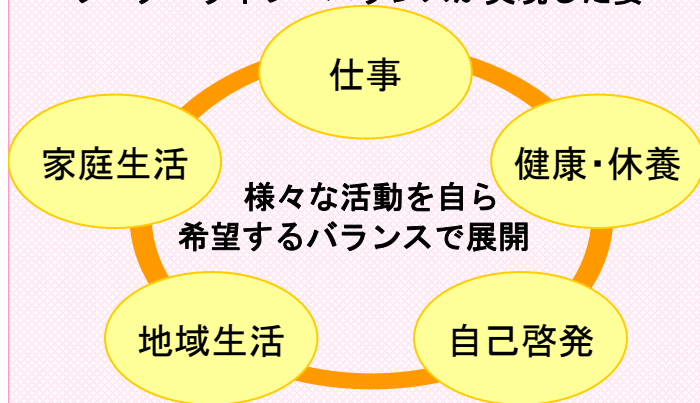 仕事
家庭生活
健康・休養
様々な活動を自ら
希望するバランスで展開
地域生活
自己啓発